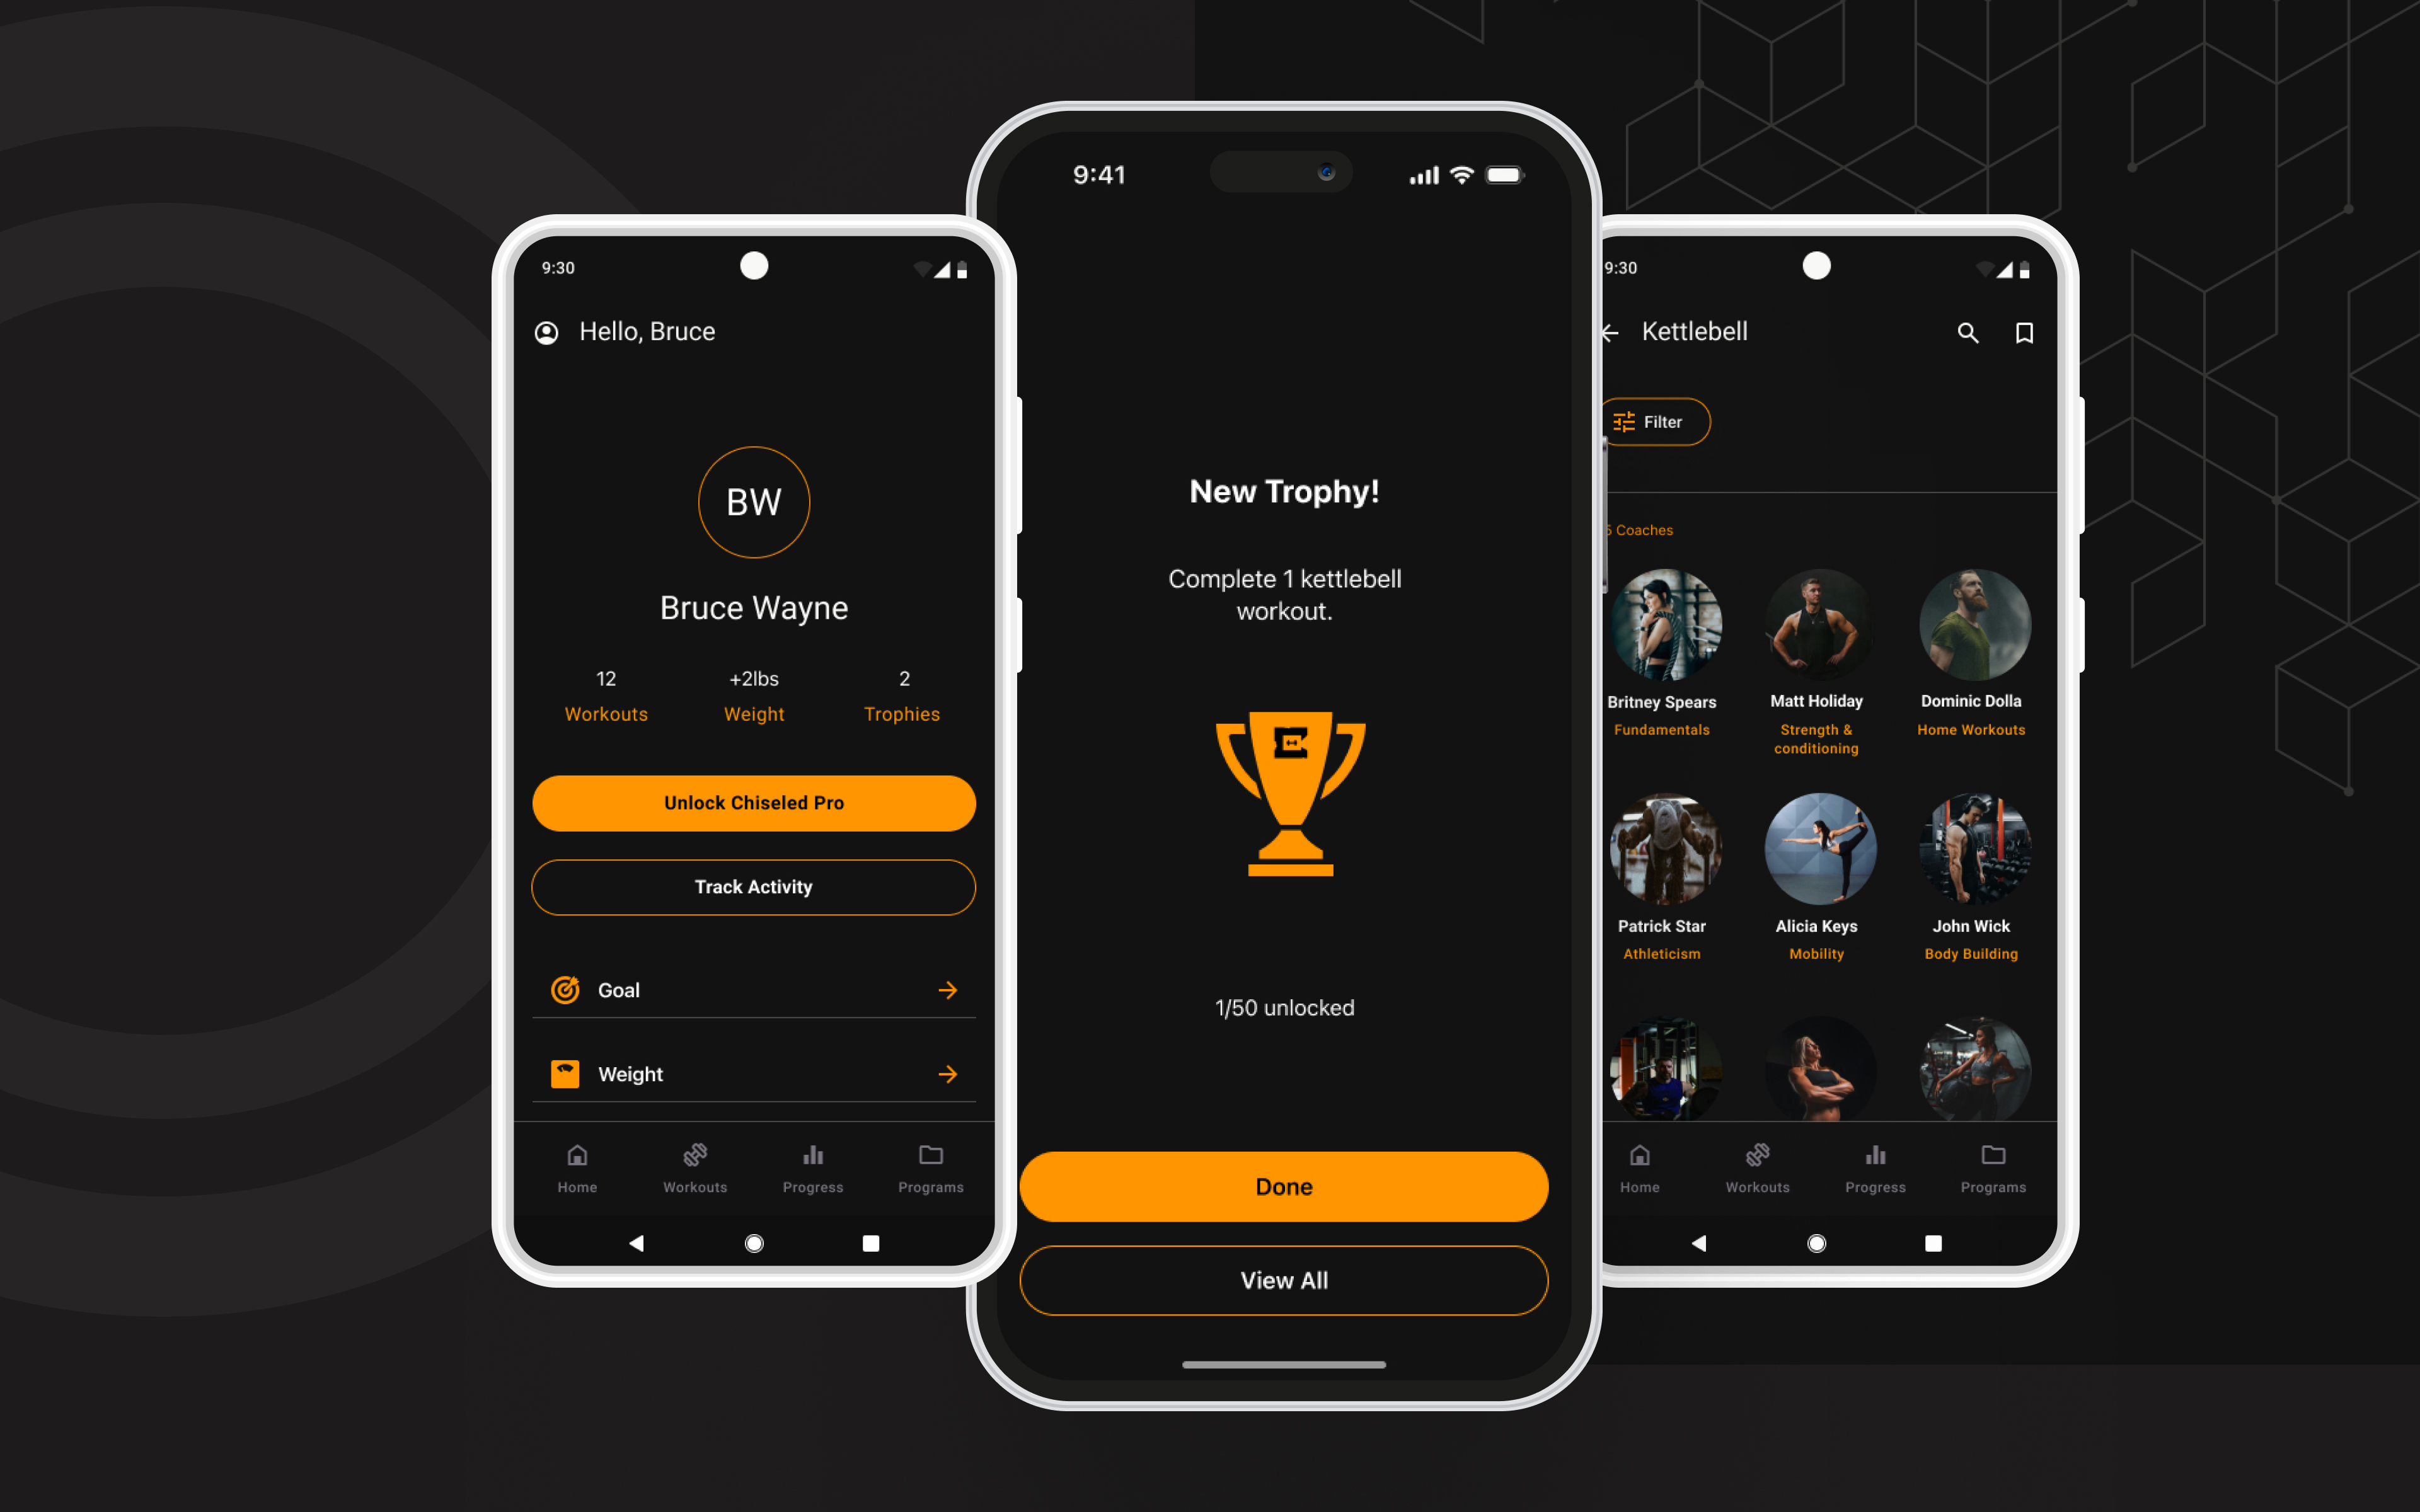 9:30
Hello, Bruce
BW
Bruce Wayne
12
Workouts
+2lbs
Weight
2
Trophies
Unlock Chiseled Pro
Track Activity
Goal
Weight
Home
Workouts
Progress
Programs
9:41
New Trophy!
Complete 1 kettlebell
workout.
1/50 unlocked
Done
View All
9:30
Kettlebell
Filter
Coaches
Britney Spears
Fundamentals
Matt Holiday
Strength &
conditioning
Dominic Dolla
Home Workouts
Patrick Star
Athleticism
Alicia Keys
Mobility
John Wick
Body Building
Home
Workouts
Progress
Programs